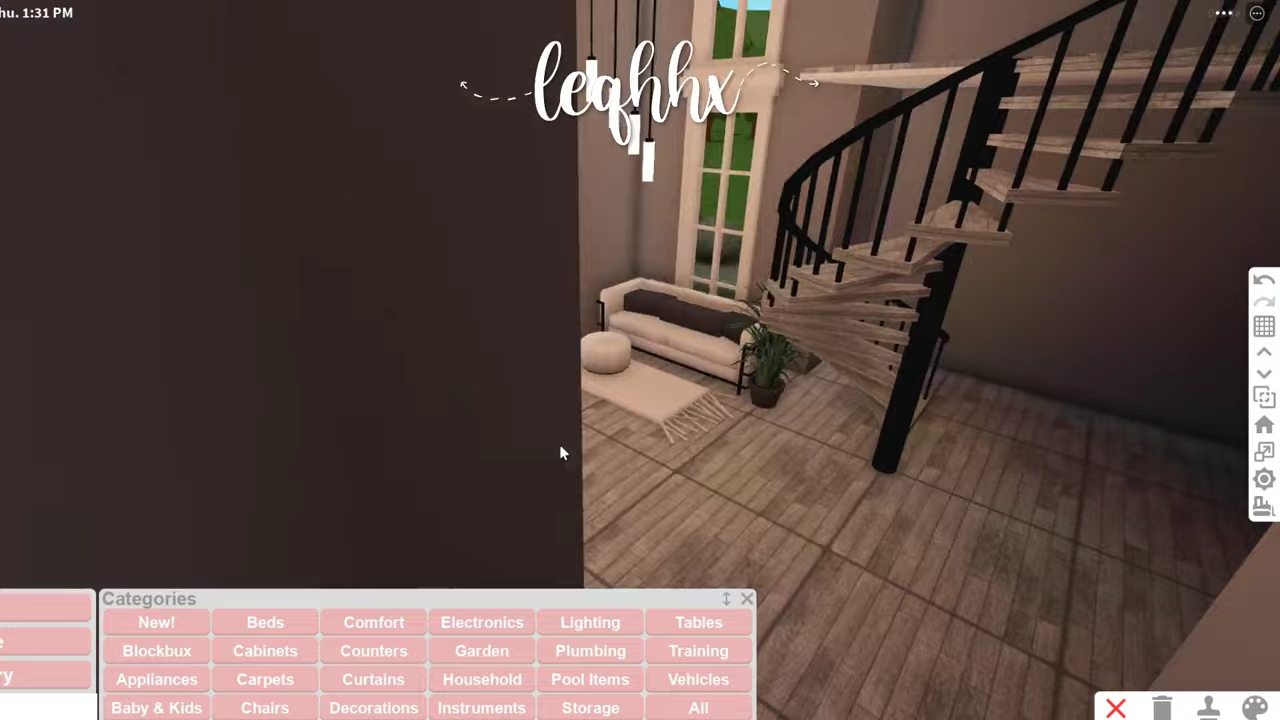 hu. 1:31 PM
leqhhx
Categories
New! Beds Comfort Electronics Lighting Tables
Blockbux Cabinets Counters Garden Plumbing Training
e
Appliances Carpets Curtains Household Pool Items Vehicles
ry
Baby & Kids Chairs Decorations Instruments Storage All